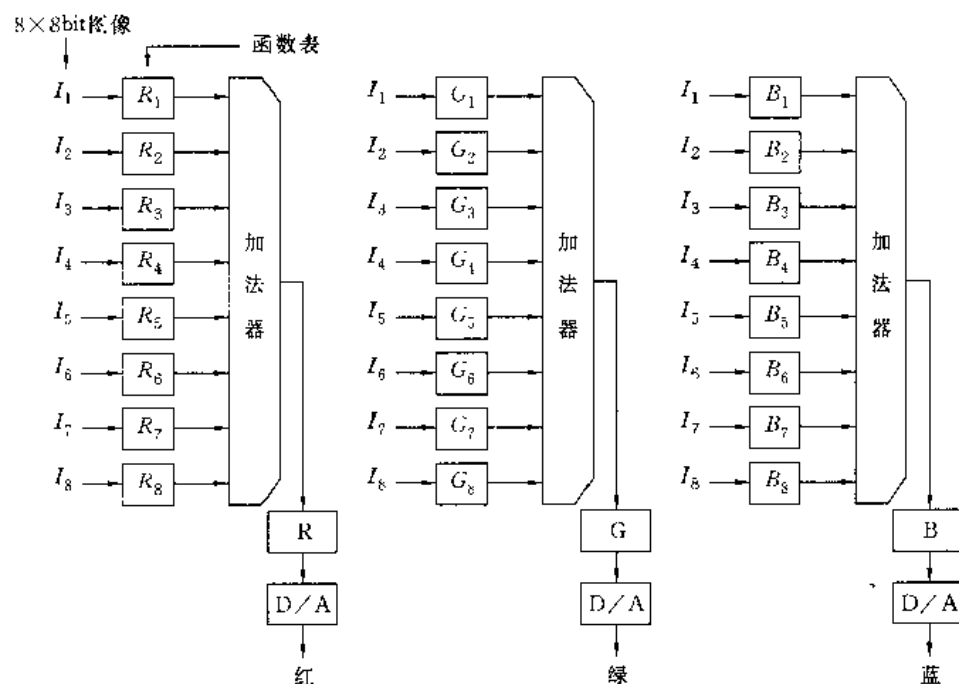 8×8bit图像
函数表
I₁ R₁ I₁ G₁ I₁ B₁
I₂ R₂ I₂ G₂ I₂ B₂
I₃ R₃ I₃ G₃ I₃ B₃
I₄ R₄ I₄ G₄ I₄ B₄
I₅ R₅ I₅ G₅ I₅ B₅
I₆ R₆ I₆ G₆ I₆ B₆
I₇ R₇ I₇ G₇ I₇ B₇
I₈ R₈ I₈ G₈ I₈ B₈
加法器 加法器 加法器
R G B
D/A D/A D/A
红 绿 蓝